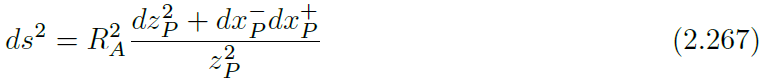 ds^2 = R_A^2 \frac{dz_P^2 + dx_P^- dx_P^+}{z_P^2} (2.267)